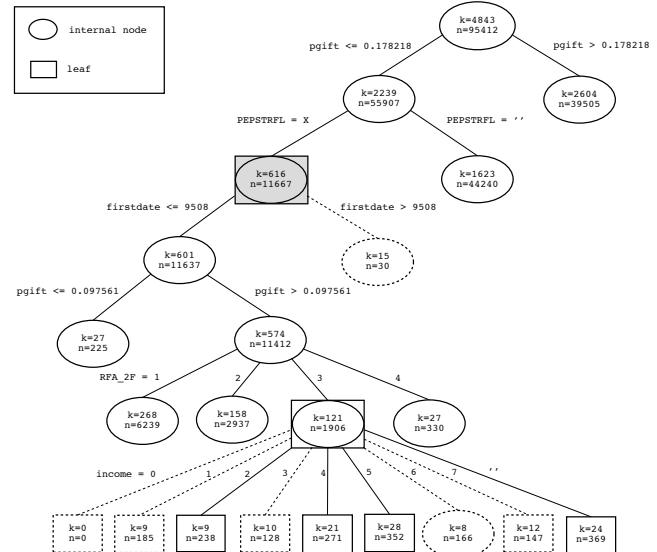 k=4843
n=95412
internal node
leaf
pgift <= 0.178218
pgift > 0.178218
k=2239
n=55907
k=2604
n=39505
PEPSTRFL = X
PEPSTRFL = ''
k=616
n=11667
k=1623
n=44240
firstdate <= 9508
firstdate > 9508
k=601
n=11637
k=15
n=30
pgift <= 0.097561
pgift > 0.097561
k=27
n=225
k=574
n=11412
RFA_2F = 1
2
3
4
k=268
n=6239
k=158
n=2937
k=121
n=1906
k=27
n=330
income = 0
1
2
3
4
5
6
7
''
k=0
n=0
k=9
n=185
k=9
n=238
k=10
n=128
k=21
n=271
k=28
n=352
k=8
n=166
k=12
n=147
k=24
n=369